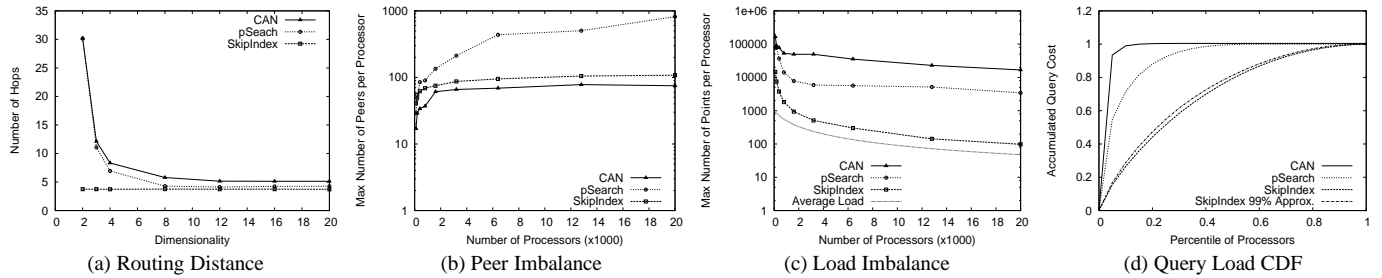 35
30
25
20
15
10
5
0
Number of Hops
CAN
pSeach
SkipIndex
0 2 4 6 8 10 12 14 16 18 20
Dimensionality
(a) Routing Distance
1000
100
10
1
Max Number of Peers per Processor
CAN
pSearch
SkipIndex
0 2 4 6 8 10 12 14 16 18 20
Number of Processors (x1000)
(b) Peer Imbalance
1e+06
100000
10000
1000
100
10
1
Max Number of Points per Processor
CAN
pSearch
SkipIndex
Average Load
0 2 4 6 8 10 12 14 16 18 20
Number of Processors (x1000)
(c) Load Imbalance
1.2
1
0.8
0.6
0.4
0.2
0
Accumulated Query Cost
CAN
pSearch
SkipIndex
SkipIndex 99% Approx.
0 0.2 0.4 0.6 0.8 1
Percentile of Processors
(d) Query Load CDF